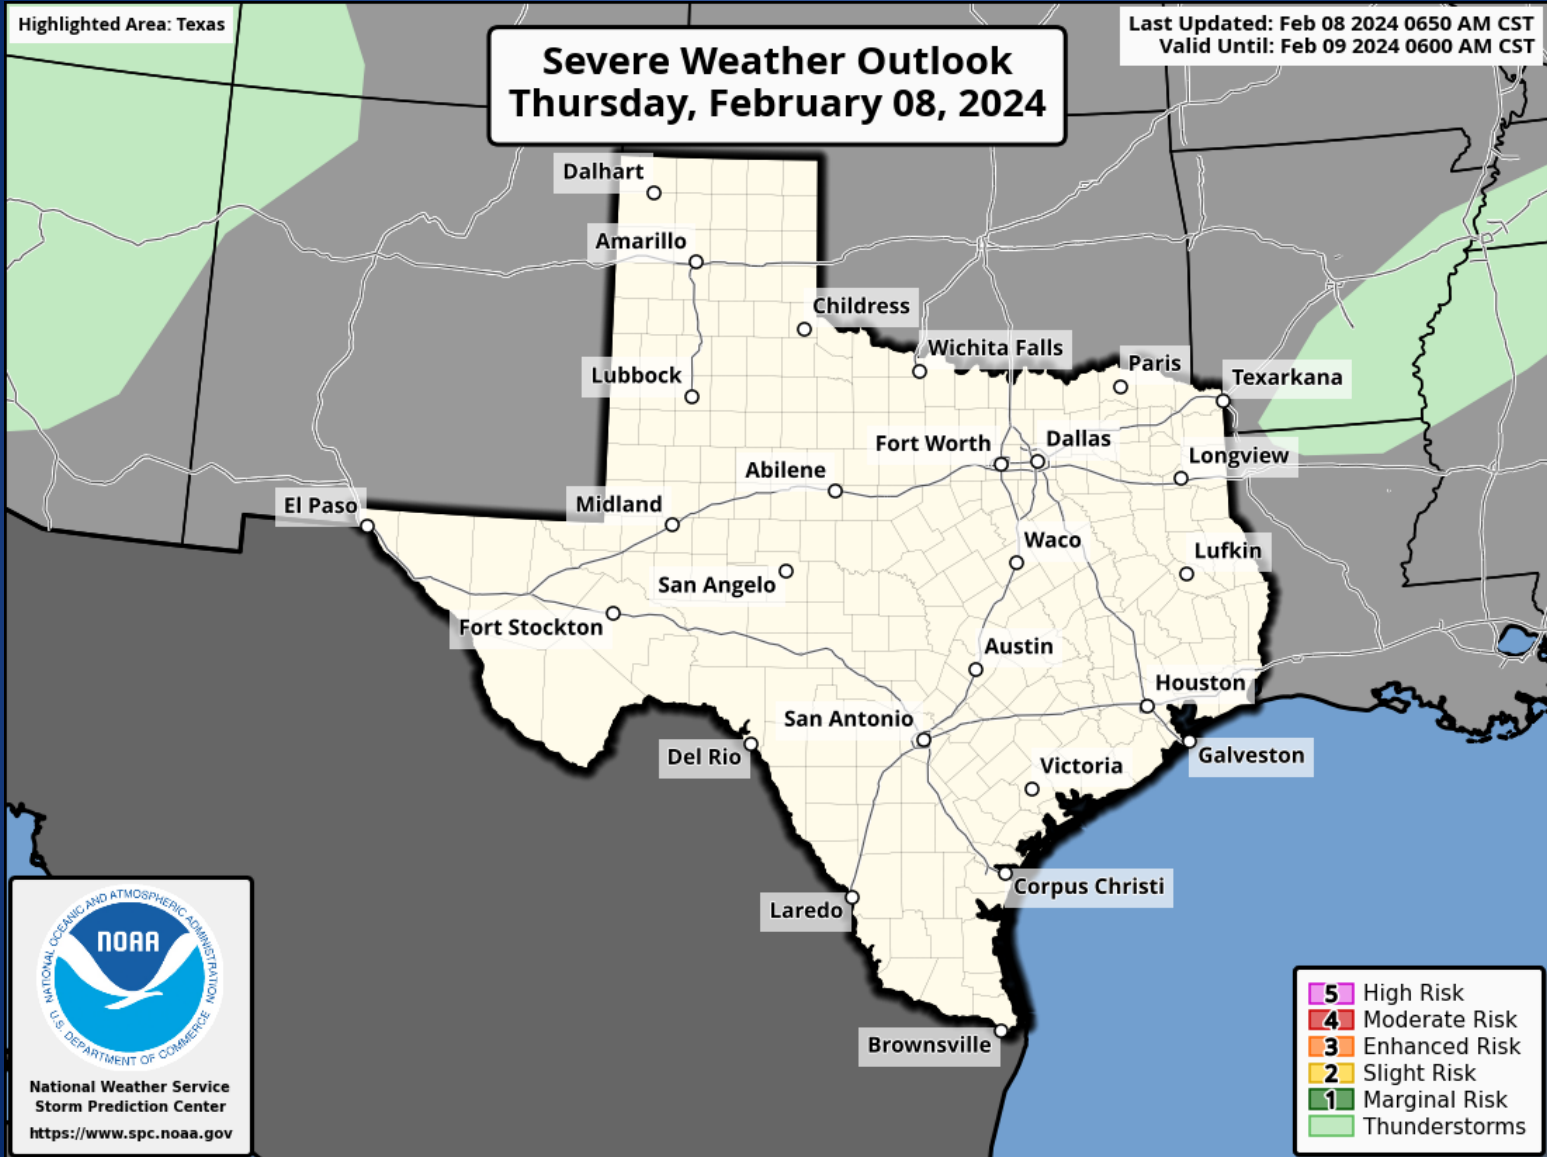 Highlighted Area: Texas
Last Updated: Feb 08 2024 0650 AM CST
Valid Until: Feb 09 2024 0600 AM CST
Severe Weather Outlook
Thursday, February 08, 2024
Dalhart
Amarillo
Childress
Wichita Falls
Paris
Texarkana
Lubbock
Fort Worth
Dallas
Longview
Abilene
Midland
El Paso
Waco
Lufkin
San Angelo
Fort Stockton
Austin
Houston
San Antonio
Del Rio
Galveston
Victoria
Corpus Christi
Laredo
Brownsville
NATIONAL OCEANIC AND ATMOSPHERIC ADMINISTRATION
NOAA
U.S. DEPARTMENT OF COMMERCE
National Weather Service
Storm Prediction Center
https://www.spc.noaa.gov
5 High Risk
4 Moderate Risk
3 Enhanced Risk
2 Slight Risk
1 Marginal Risk
Thunderstorms